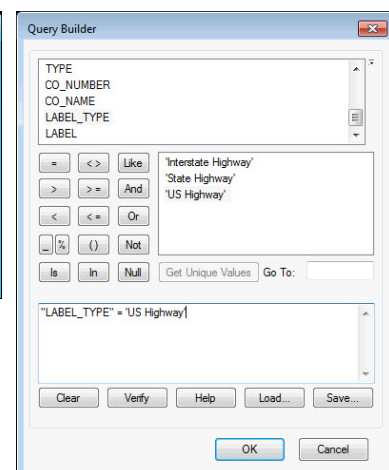 Query Builder
TYPE
CO_NUMBER
CO_NAME
LABEL_TYPE
LABEL
= <> Like
> >= And
< <= Or
_ % () Not
Is In Null
'Interstate Highway'
'State Highway'
'US Highway'
Get Unique Values Go To:
"LABEL_TYPE" = 'US Highway'
Clear Verify Help Load... Save...
OK Cancel